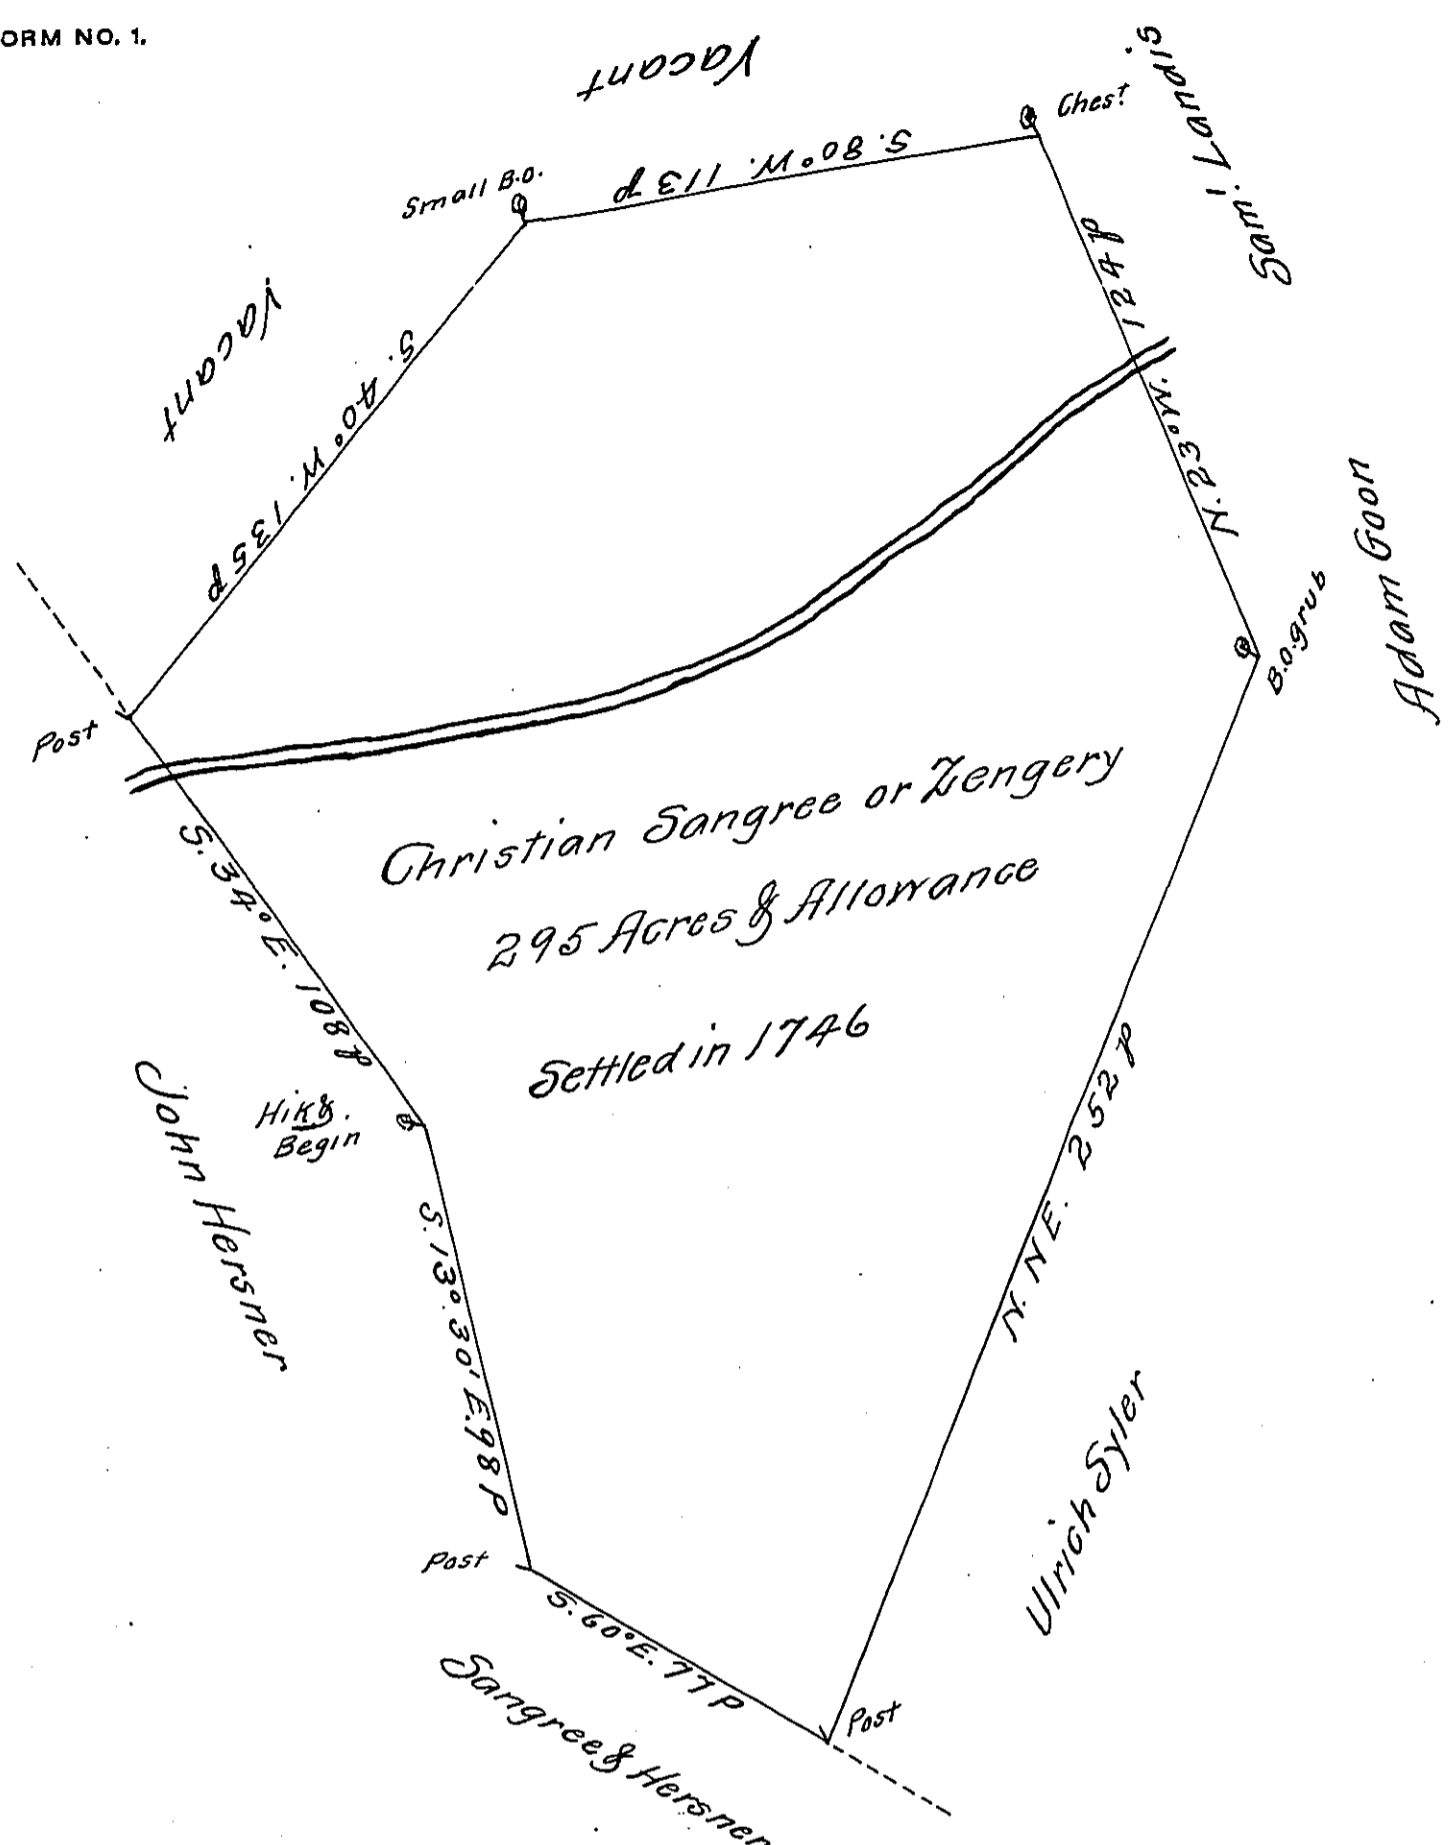 ORM NO. 1.
Vacant
Sam! Landis
Chest
S. 80° W. 113 p
Small B.O.
124 p
N. 23° W.
Vacant
S. 40° W. 135 p
Adam Goon
B.O. grub
Post
Christian Sangree or Zengery
295 Acres & Allowance
Settled in 1746
S. 34° E. 108 p
Hik&.
Begin
John Hersner
S. 13° 30' E. 98 P
N. NE. 252 p
Ulrich Syler
Post
S. 60° E. 77 P
Post
Sangree & Hersner